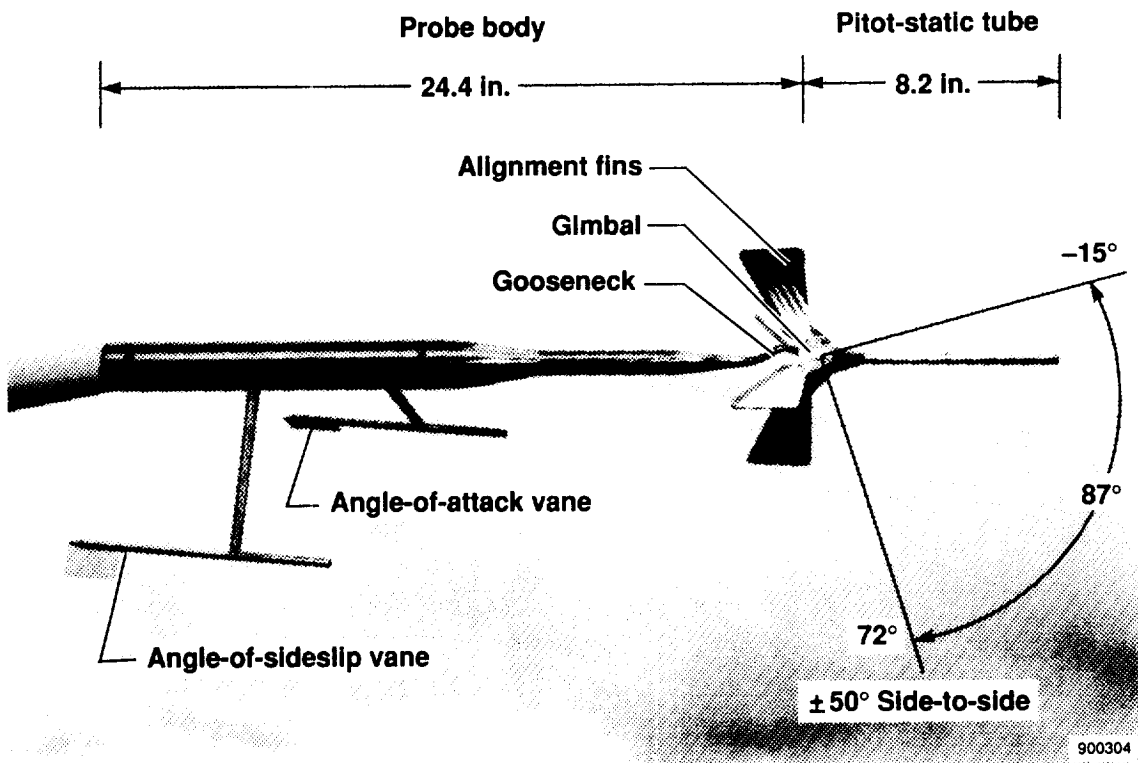 Probe body
Pitot-static tube
24.4 in.
8.2 in.
Alignment fins
Gimbal
Gooseneck
–15°
Angle-of-attack vane
87°
72°
Angle-of-sideslip vane
±50° Side-to-side
900304